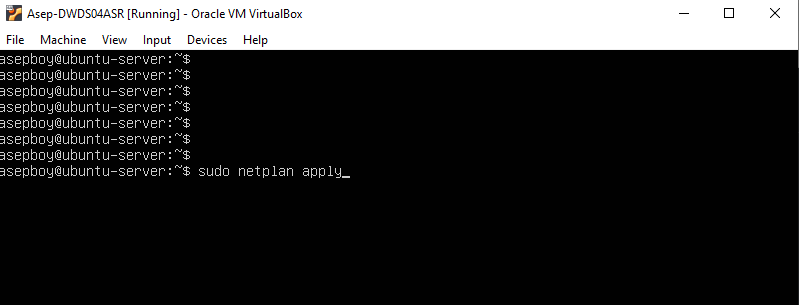 Asep-DWDS04ASR [Running] - Oracle VM VirtualBox
File Machine View Input Devices Help
asepboy@ubuntu-server:~$
asepboy@ubuntu-server:~$
asepboy@ubuntu-server:~$
asepboy@ubuntu-server:~$
asepboy@ubuntu-server:~$
asepboy@ubuntu-server:~$
asepboy@ubuntu-server:~$
asepboy@ubuntu-server:~$ sudo netplan apply_